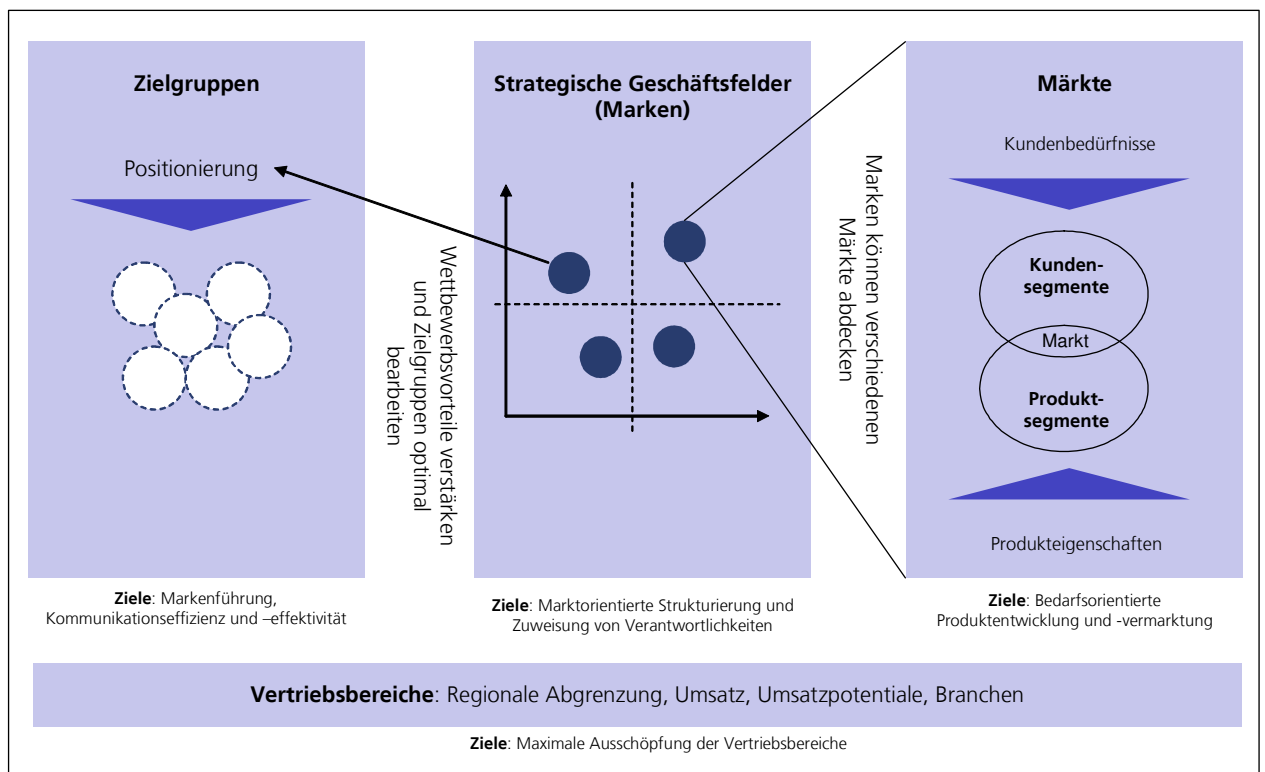 Zielgruppen
Positionierung
Ziele: Markenführung,
Kommunikationseffizienz und –effektivität
Wettbewerbsvorteile verstärken
und Zielgruppen optimal
bearbeiten
Strategische Geschäftsfelder
(Marken)
Ziele: Marktorientierte Strukturierung und
Zuweisung von Verantwortlichkeiten
Marken können verschiedenen
Märkte abdecken
Märkte
Kundenbedürfnisse
Kunden-
segmente
Markt
Produkt-
segmente
Produkteigenschaften
Ziele: Bedarfsorientierte
Produktentwicklung und -vermarktung
Vertriebsbereiche: Regionale Abgrenzung, Umsatz, Umsatzpotentiale, Branchen
Ziele: Maximale Ausschöpfung der Vertriebsbereiche